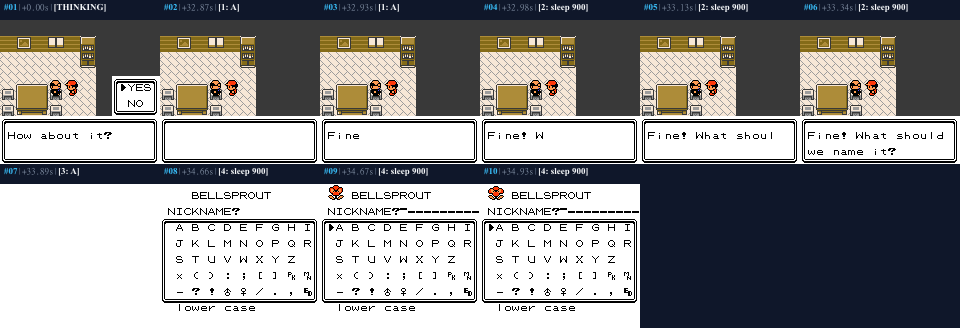 #01|+0.00s|[THINKING]
#02|+32.87s|[1: A]
#03|+32.93s|[1: A]
#04|+32.98s|[2: sleep 900]
#05|+33.13s|[2: sleep 900]
#06|+33.34s|[2: sleep 900]
▶YES
NO
How about it?
Fine
Fine! W
Fine! What shoul
Fine! What should
we name it?
#07|+33.89s|[3: A]
#08|+34.66s|[4: sleep 900]
#09|+34.67s|[4: sleep 900]
#10|+34.93s|[4: sleep 900]
BELLSPROUT
NICKNAME?
A B C D E F G H I
J K L M N O P Q R
S T U V W X Y Z
× ( ) : ; [ ] PK MN
- ? ! ♂ ♀ / . , ED
lower case
BELLSPROUT
NICKNAME?
▶A B C D E F G H I
J K L M N O P Q R
S T U V W X Y Z
× ( ) : ; [ ] PK MN
- ? ! ♂ ♀ / . , ED
lower case
BELLSPROUT
NICKNAME?
▶A B C D E F G H I
J K L M N O P Q R
S T U V W X Y Z
× ( ) : ; [ ] PK MN
- ? ! ♂ ♀ / . , ED
lower case